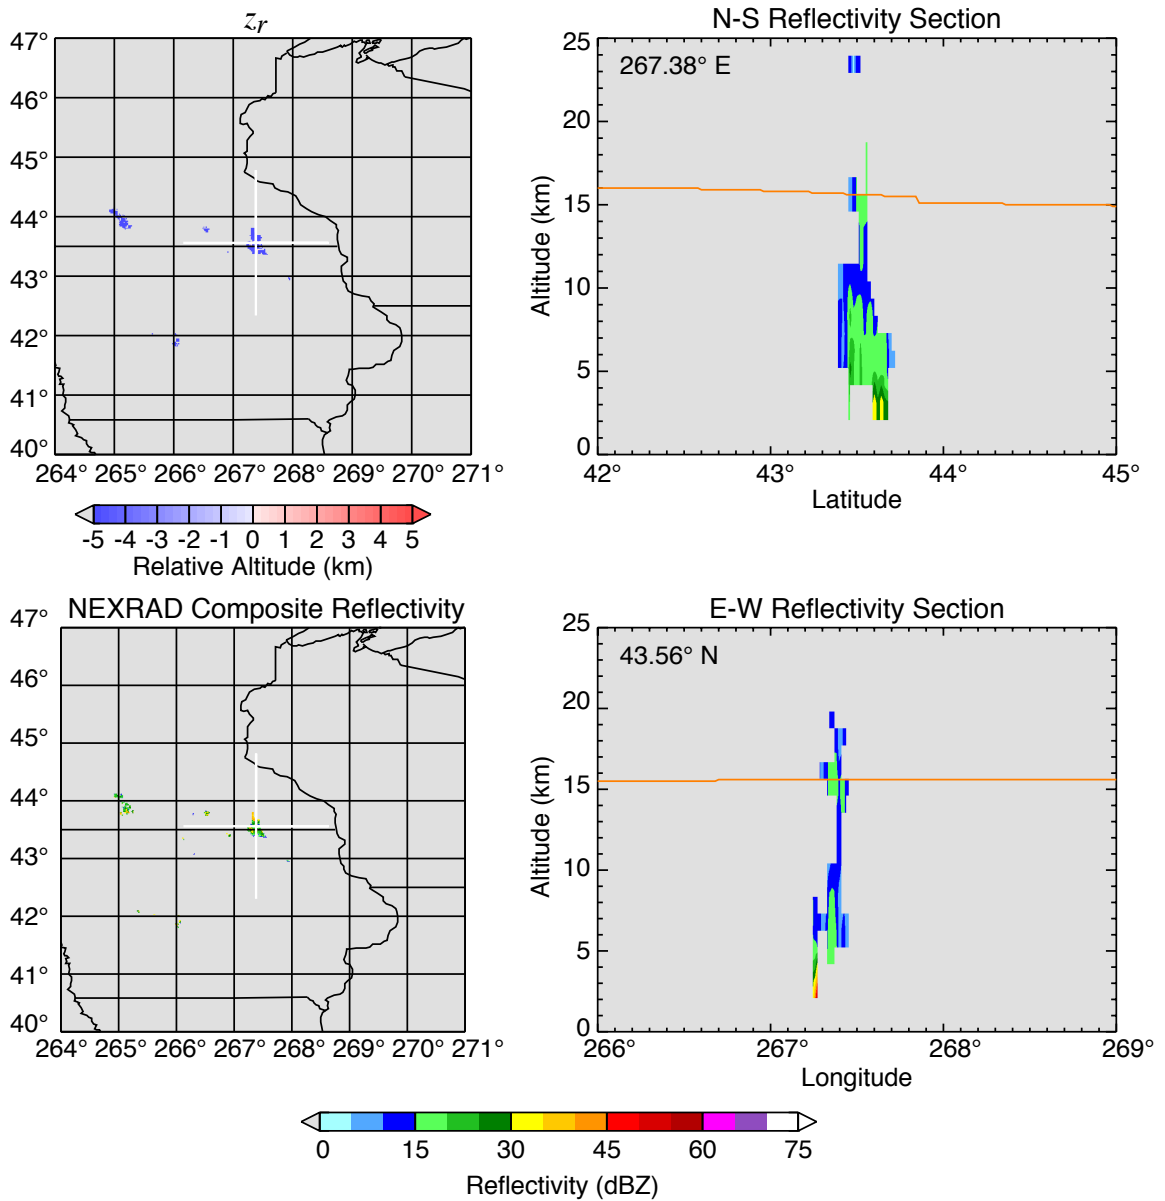 z_r
47°
46°
45°
44°
43°
42°
41°
40°
264° 265° 266° 267° 268° 269° 270° 271°
-5 -4 -3 -2 -1 0 1 2 3 4 5
Relative Altitude (km)
N-S Reflectivity Section
267.38° E
25
20
15
10
5
0
Altitude (km)
42° 43° 44° 45°
Latitude
NEXRAD Composite Reflectivity
47°
46°
45°
44°
43°
42°
41°
40°
264° 265° 266° 267° 268° 269° 270° 271°
E-W Reflectivity Section
43.56° N
25
20
15
10
5
0
Altitude (km)
266° 267° 268° 269°
Longitude
0 15 30 45 60 75
Reflectivity (dBZ)